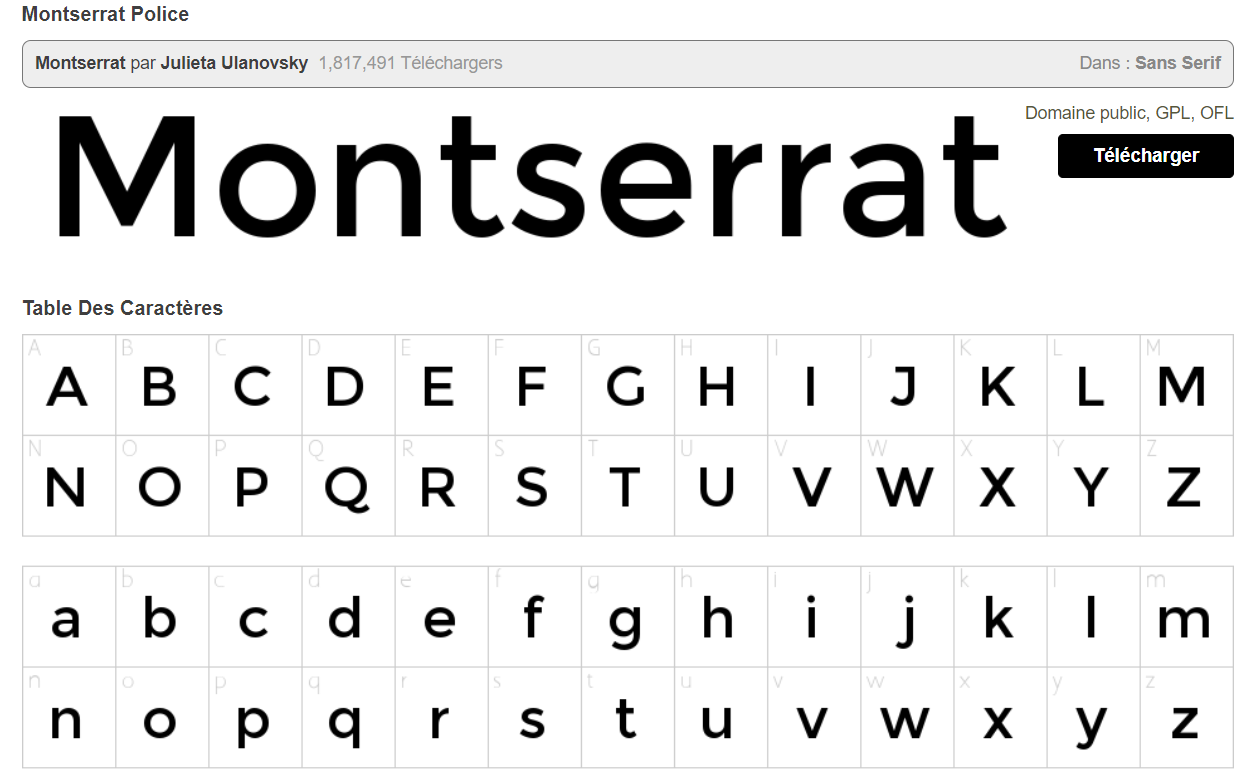 Montserrat Police
Montserrat par Julieta Ulanovsky 1,817,491 Téléchargers Dans : Sans Serif
Domaine public, GPL, OFL
Montserrat
Télécharger
Table Des Caractères
A B C D E F G H I J K L M
A B C D E F G H I J K L M
N O P Q R S T U V W X Y Z
N O P Q R S T U V W X Y Z
a b c d e f g h i j k l m
a b c d e f g h i j k l m
n o p q r s t u v w x y z
n o p q r s t u v w x y z